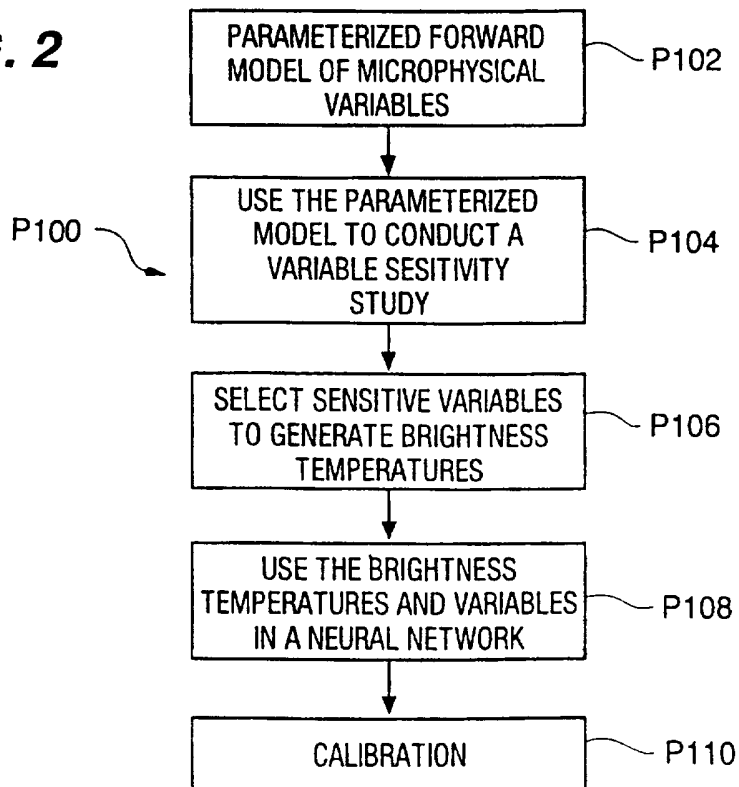 . 2
PARAMETERIZED FORWARD
MODEL OF MICROPHYSICAL
VARIABLES
P102
P100
USE THE PARAMETERIZED
MODEL TO CONDUCT A
VARIABLE SESITIVITY
STUDY
P104
SELECT SENSITIVE VARIABLES
TO GENERATE BRIGHTNESS
TEMPERATURES
P106
USE THE BRIGHTNESS
TEMPERATURES AND VARIABLES
IN A NEURAL NETWORK
P108
CALIBRATION
P110